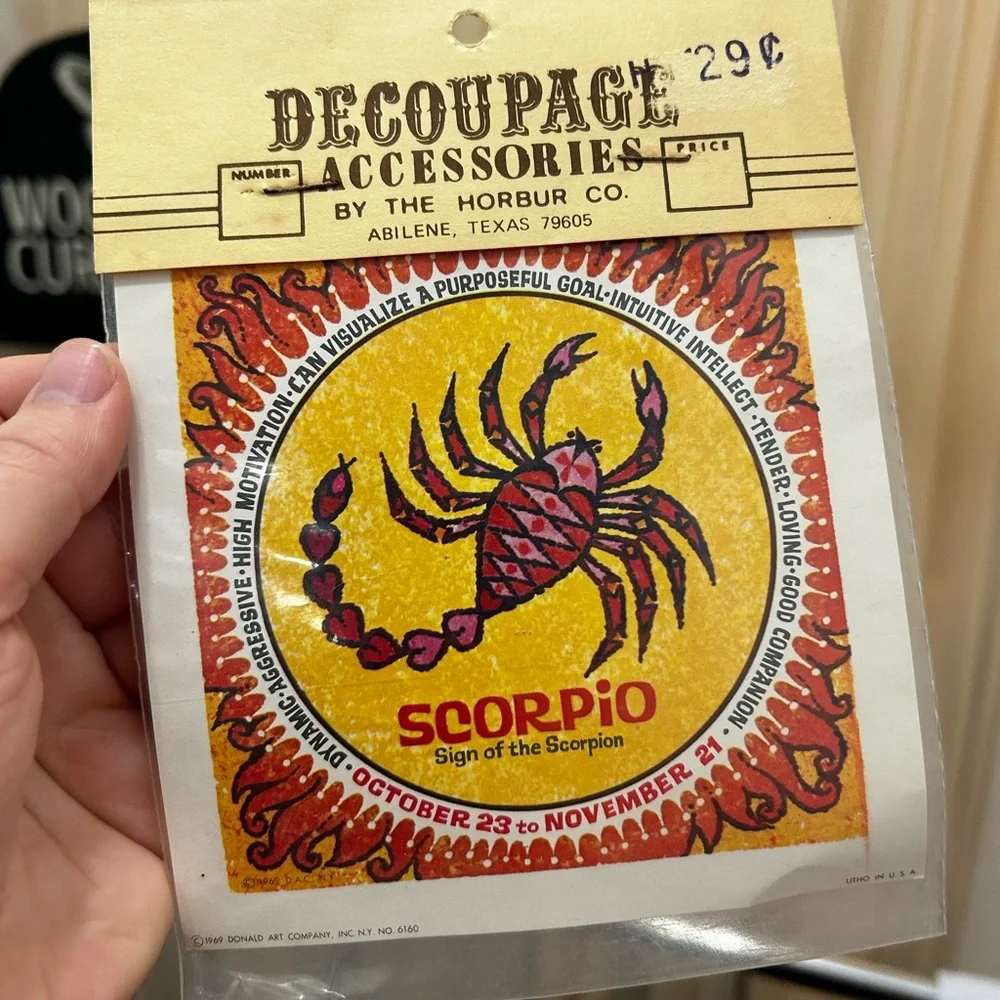 29¢
DECOUPAGE
ACCESSORIES
NUMBER
PRICE
BY THE HORBUR CO.
ABILENE, TEXAS 79605
DYNAMIC·AGGRESSIVE·HIGH MOTIVATION·CAN VISUALIZE A PURPOSEFUL GOAL·INTUITIVE INTELLECT·TENDER·LOVING·GOOD COMPANION·
SCORPiO
Sign of the Scorpion
OCTOBER 23 to NOVEMBER 21
©1969 D.A.C. N.Y.
LITHO IN U.S.A.
©1969 DONALD ART COMPANY, INC. N.Y. NO. 6160